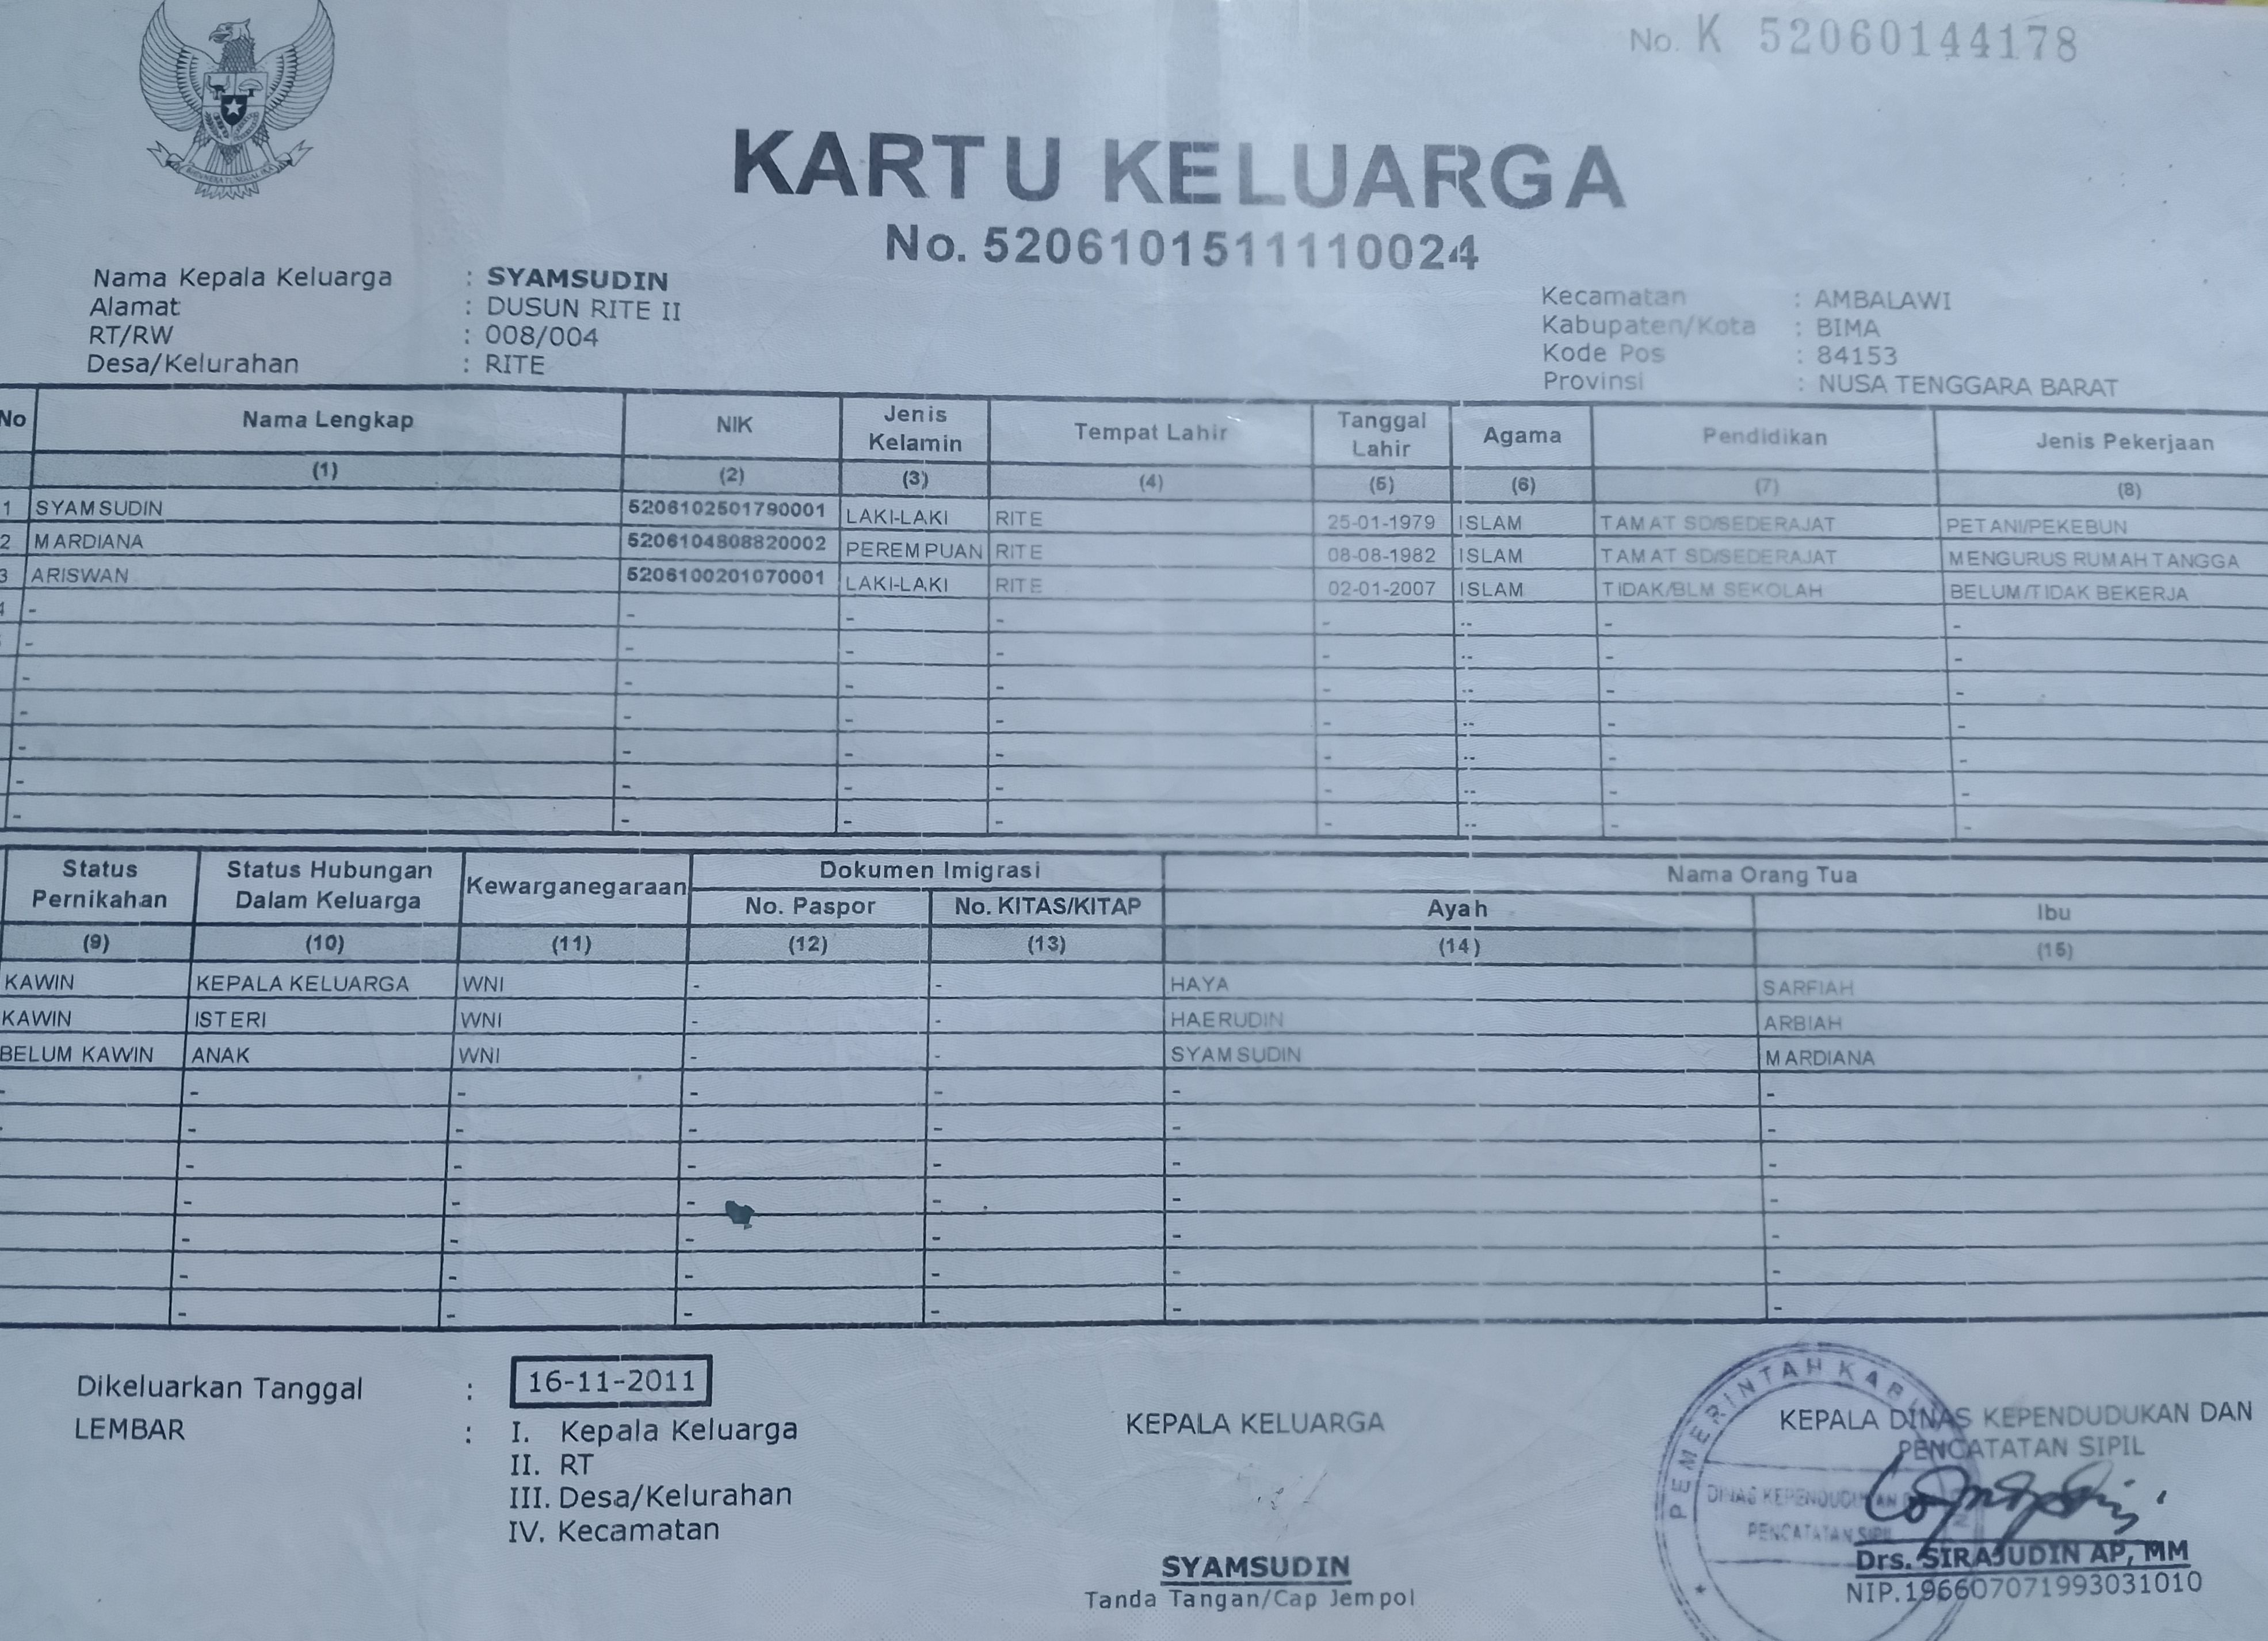 No. K 52060144178
KARTU KELUARGA
No. 5206101511110024
Nama Kepala Keluarga : SYAMSUDIN
Alamat : DUSUN RITE II
RT/RW : 008/004
Desa/Kelurahan : RITE
Kecamatan : AMBALAWI
Kabupaten/Kota : BIMA
Kode Pos : 84153
Provinsi : NUSA TENGGARA BARAT
No Nama Lengkap NIK Jenis Kelamin Tempat Lahir Tanggal Lahir Agama Pendidikan Jenis Pekerjaan
(1) (2) (3) (4) (5) (6) (7) (8)
1 SYAMSUDIN 5206102501790001 LAKI-LAKI RITE 25-01-1979 ISLAM TAMAT SD/SEDERAJAT PETANI/PEKEBUN
2 MARDIANA 5206104808820002 PEREMPUAN RITE 08-08-1982 ISLAM TAMAT SD/SEDERAJAT MENGURUS RUMAH TANGGA
3 ARISWAN 5206100201070001 LAKI-LAKI RITE 02-01-2007 ISLAM TIDAK/BLM SEKOLAH BELUM/TIDAK BEKERJA
4 - - - - - -- - -
- - - - - -- - -
- - - - - -- - -
- - - - - -- - -
- - - - - -- - -
- - - - - -- - -
- - - - - -- - -
Status Pernikahan Status Hubungan Dalam Keluarga Kewarganegaraan Dokumen Imigrasi Nama Orang Tua
No. Paspor No. KITAS/KITAP Ayah Ibu
(9) (10) (11) (12) (13) (14) (15)
KAWIN KEPALA KELUARGA WNI - - HAYA SARFIAH
KAWIN ISTERI WNI - - HAERUDIN ARBIAH
BELUM KAWIN ANAK WNI - - SYAMSUDIN MARDIANA
- - - - - - -
- - - - - - -
- - - - - -
- - - - - -
- - - - - -
- - - - - -
- - - - - -
Dikeluarkan Tanggal : 16-11-2011
LEMBAR : I. Kepala Keluarga
II. RT
III. Desa/Kelurahan
IV. Kecamatan
KEPALA KELUARGA
SYAMSUDIN
Tanda Tangan/Cap Jempol
KEPALA DINAS KEPENDUDUKAN DAN
PENCATATAN SIPIL
PEMERINTAH
DINAS KEPENDUDUKAN
PENCATATAN SIPIL
Drs. SIRAJUDIN AP, MM
NIP.196607071993031010